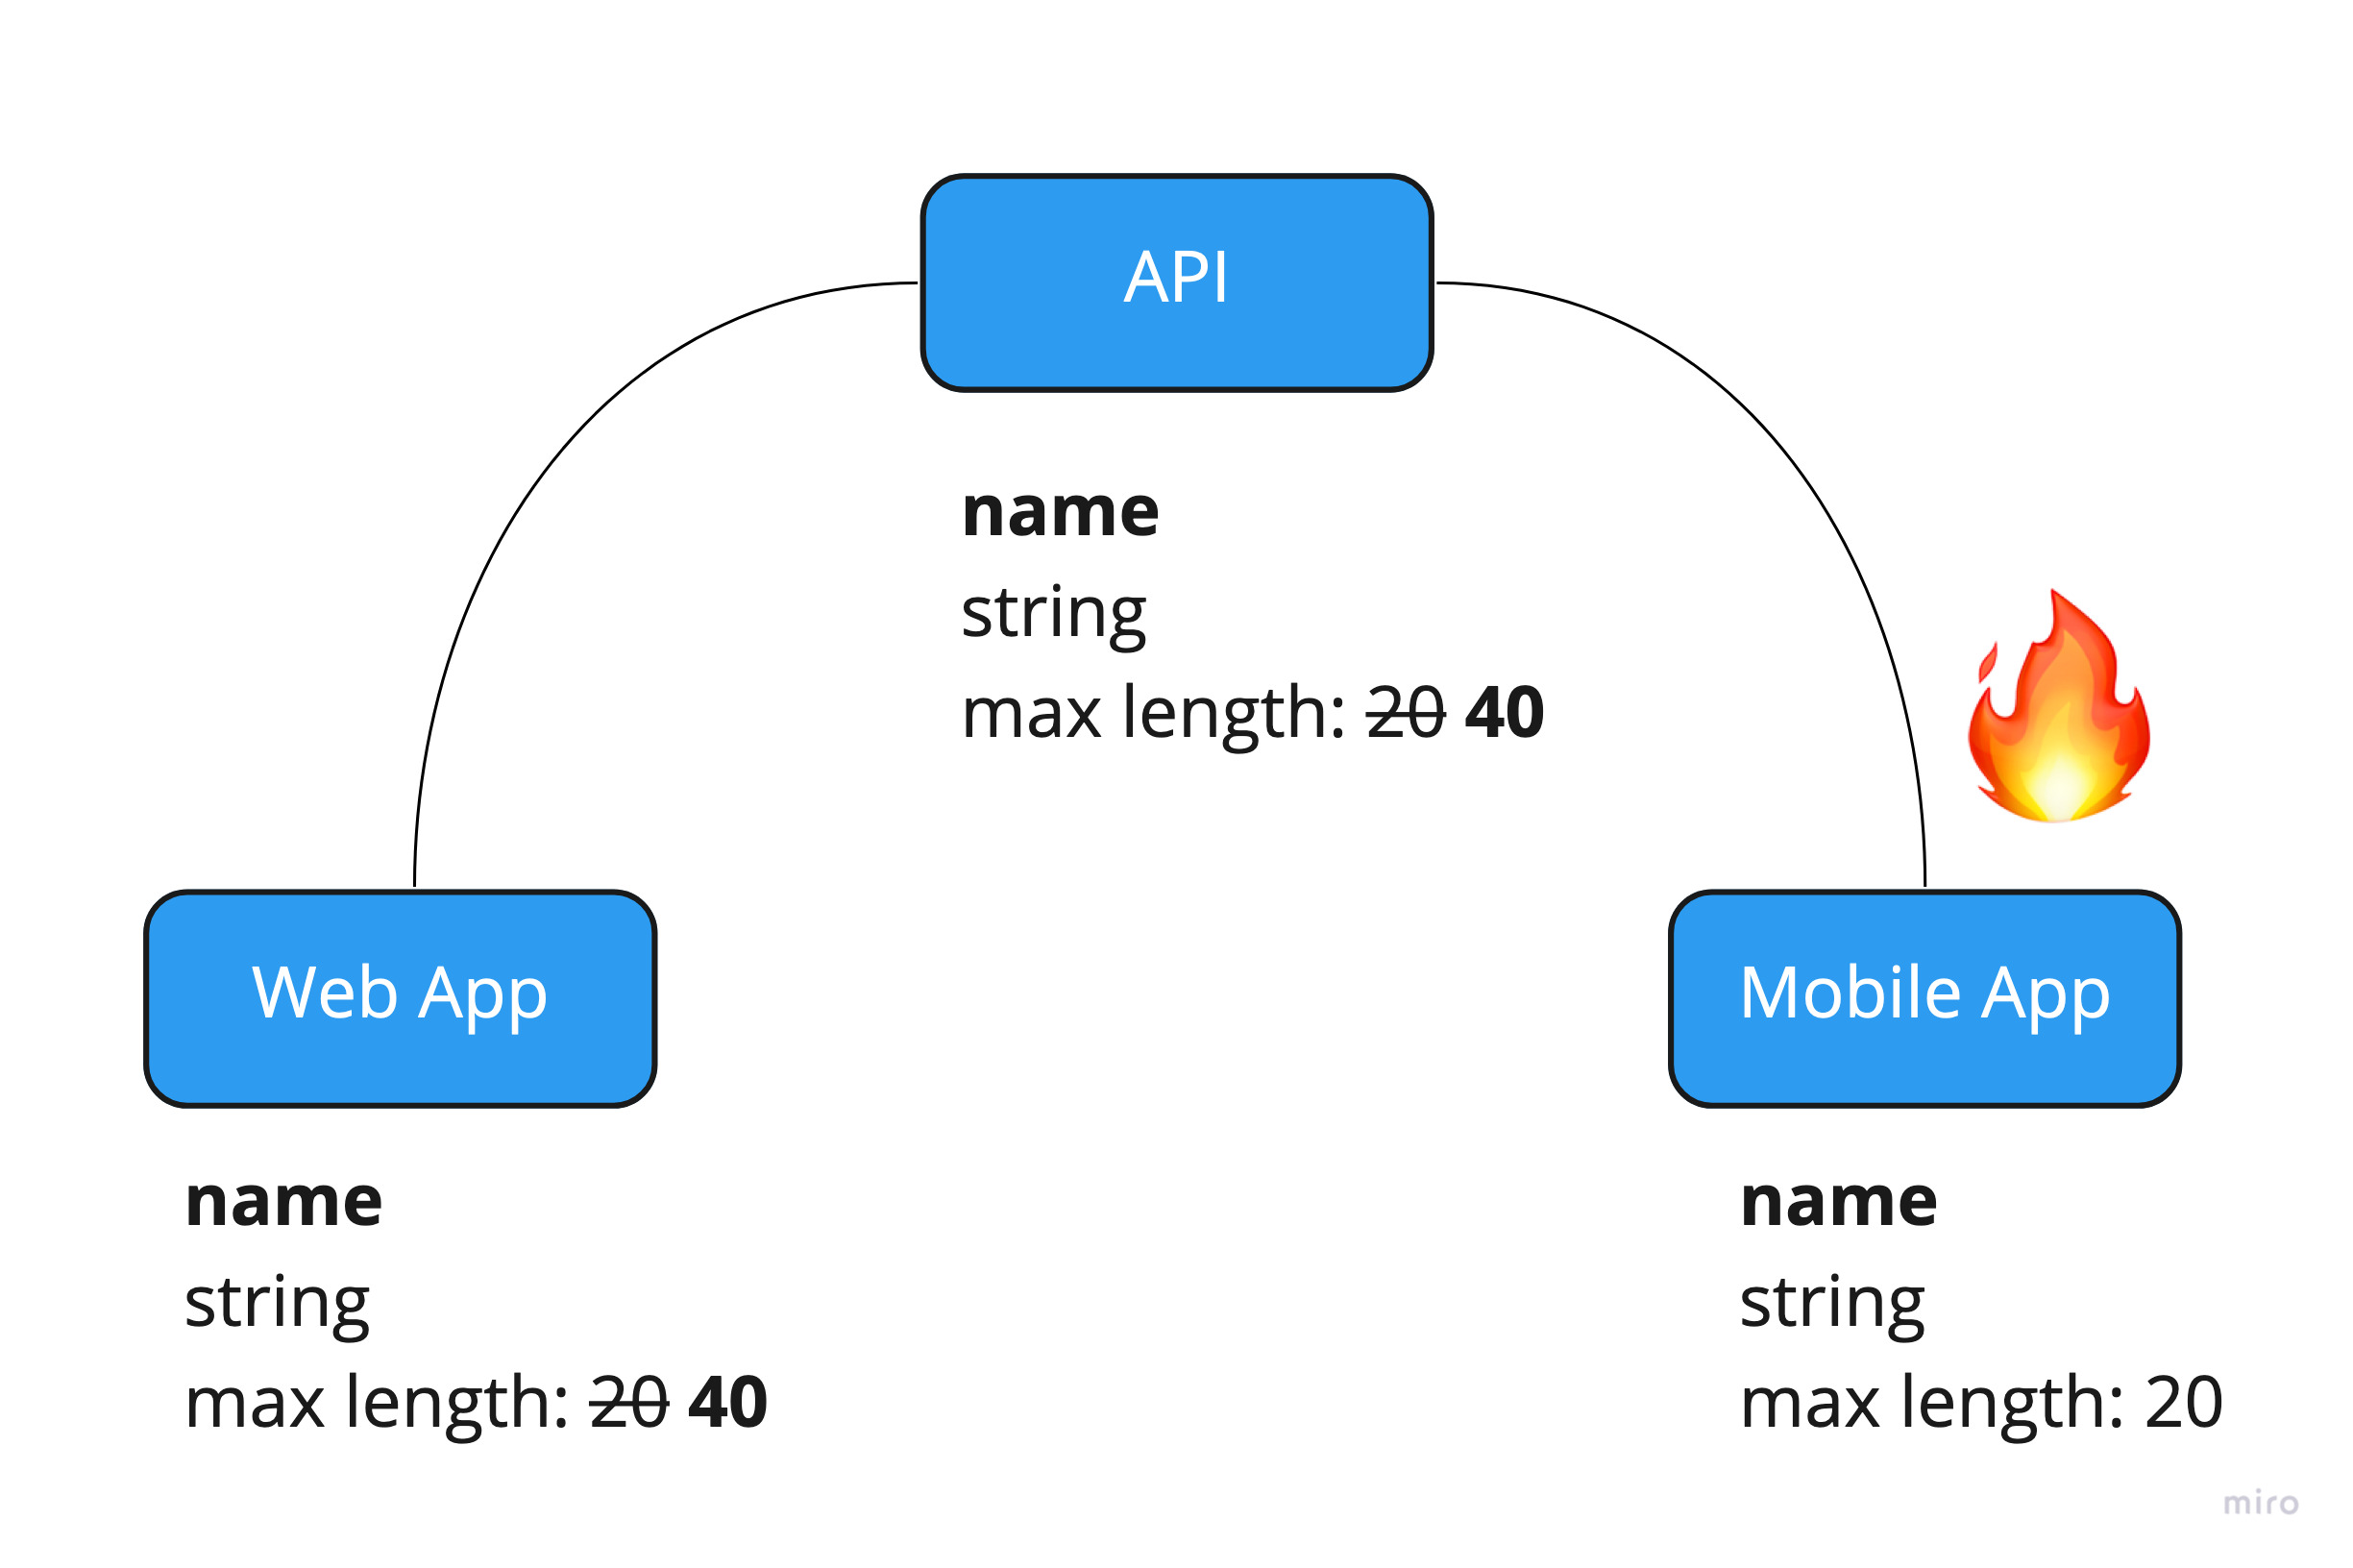 API
name
string
max length: 20 40
Web App
name
string
max length: 20 40
Mobile App
name
string
max length: 20
miro